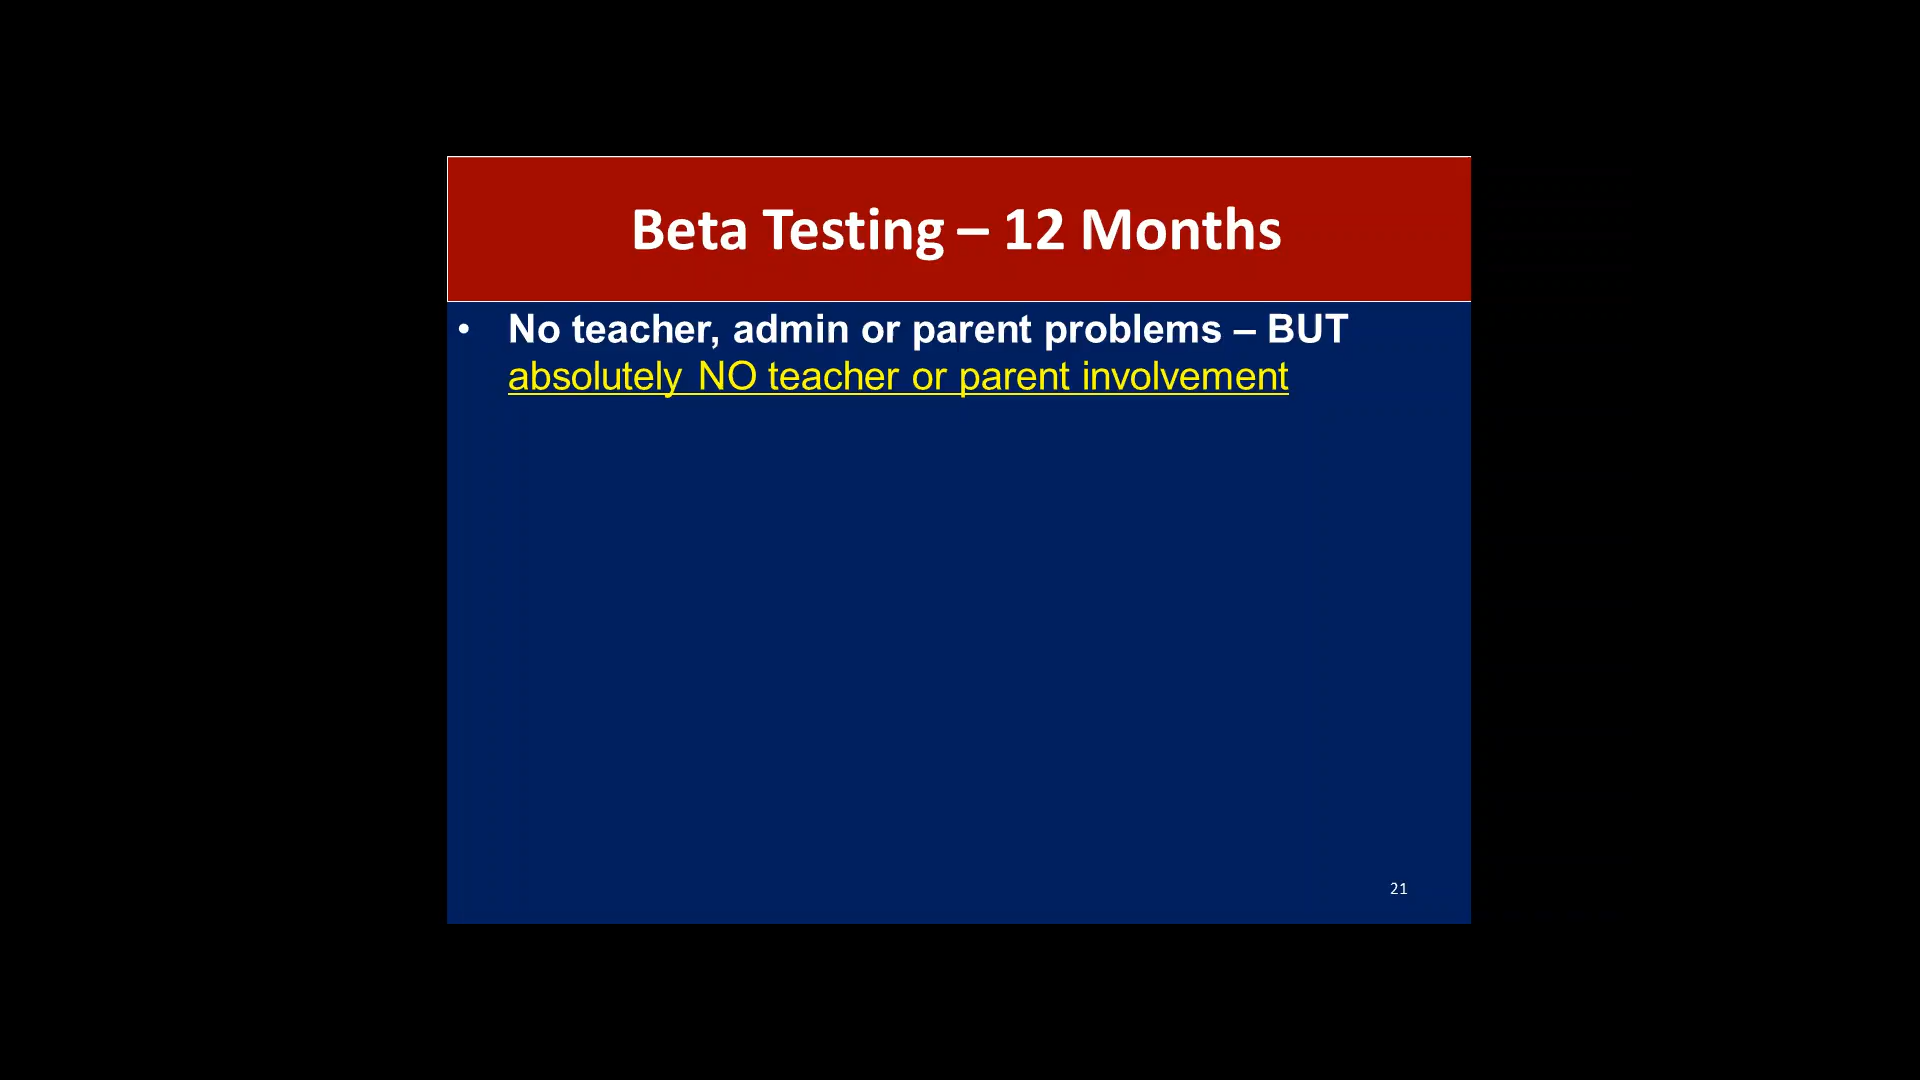 Beta Testing – 12 Months
• No teacher, admin or parent problems – BUT
absolutely NO teacher or parent involvement
21